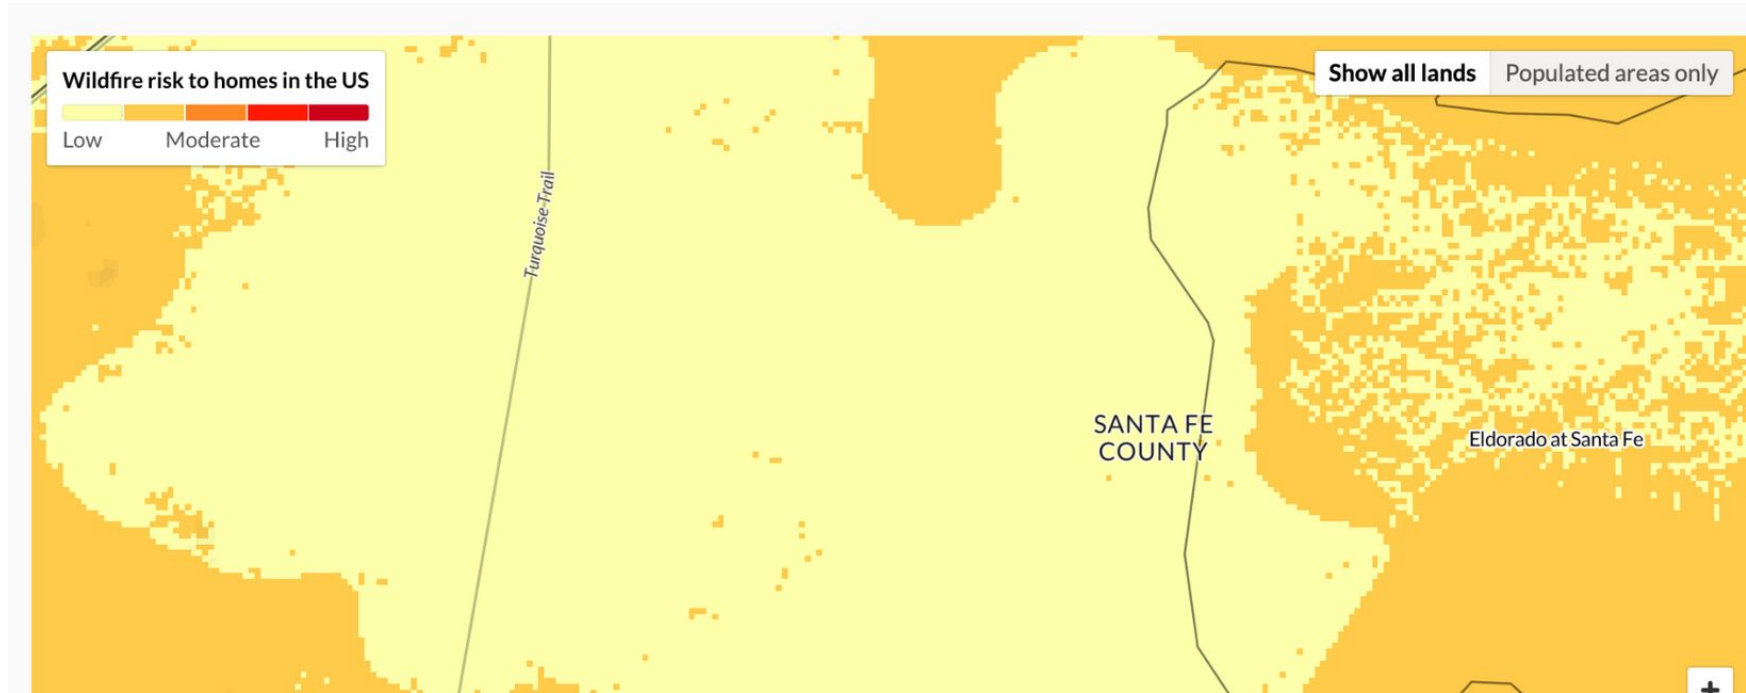 Wildfire risk to homes in the US
Low Moderate High
Show all lands Populated areas only
Turquoise Trail
SANTA FE
COUNTY
Eldorado at Santa Fe
+